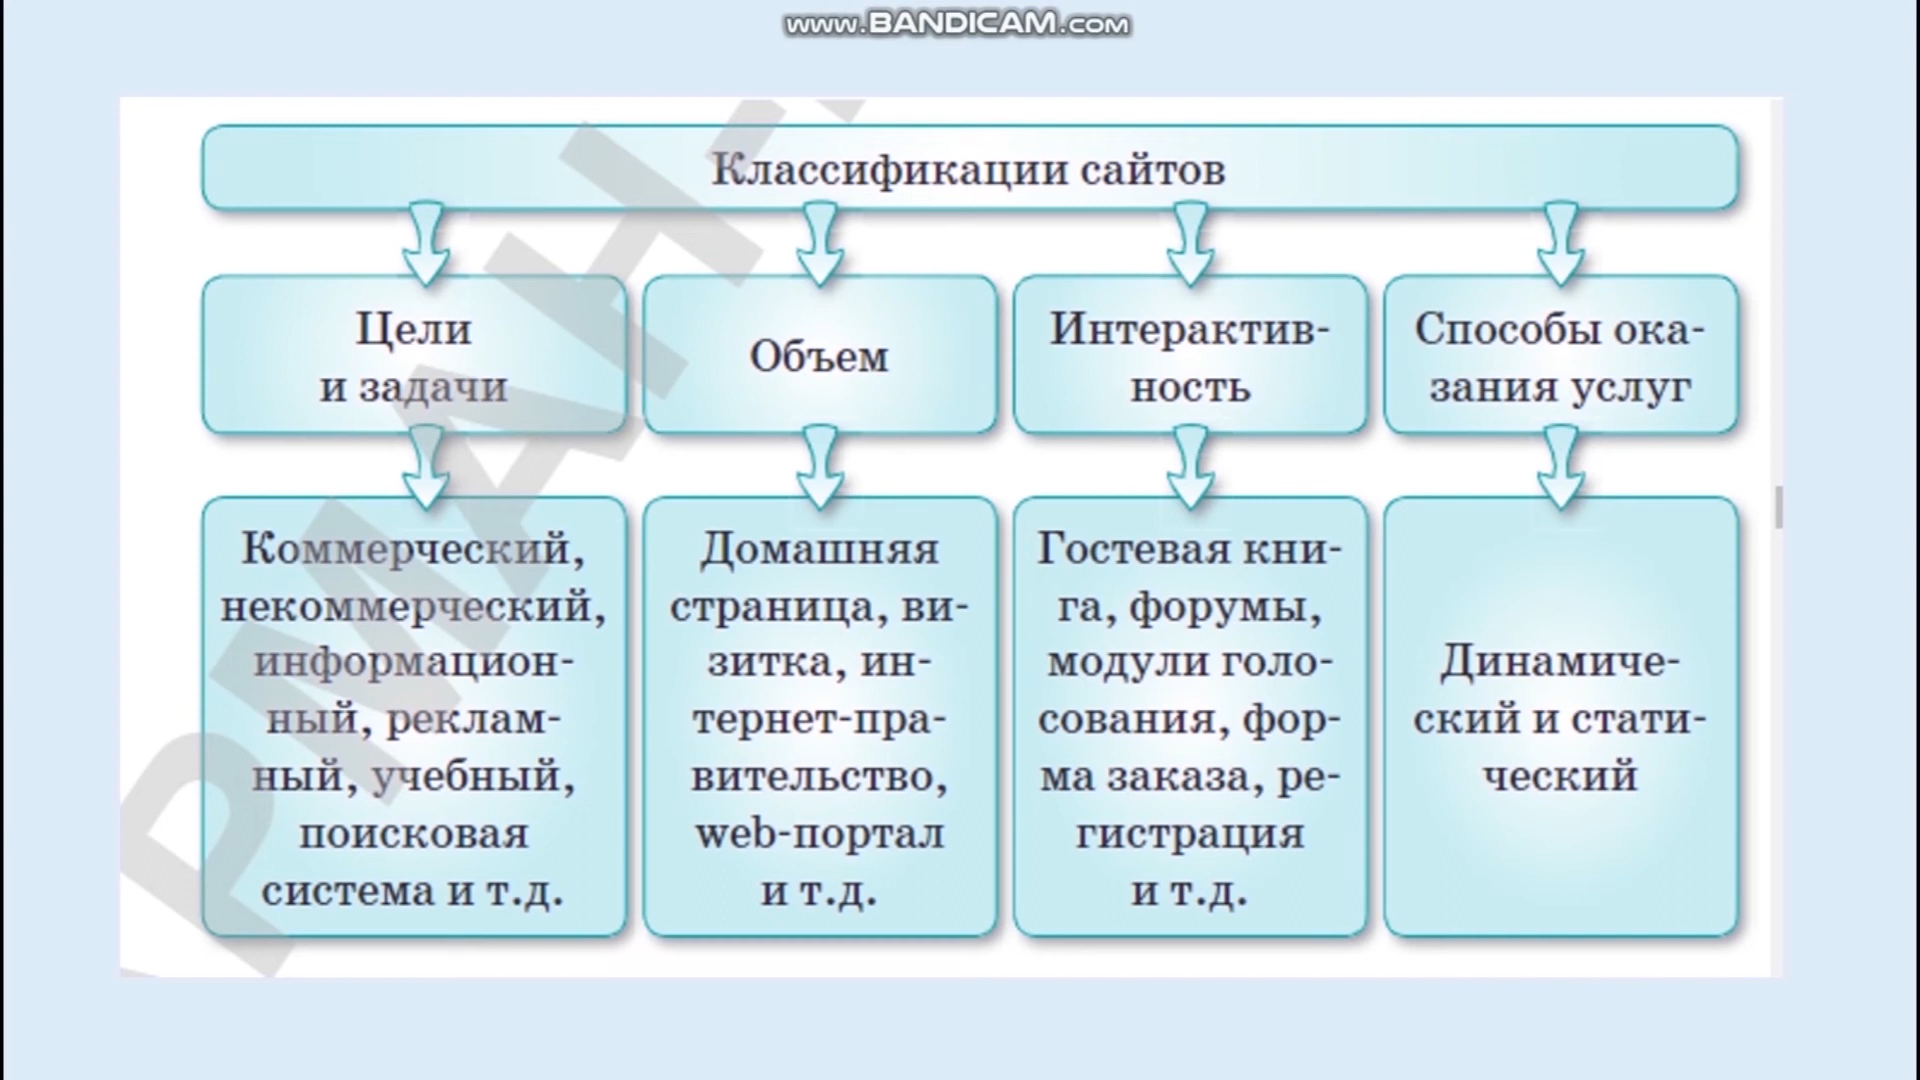 www.BANDICAM.com
Классификации сайтов
Цели
и задачи
Объем
Интерактив-
ность
Способы ока-
зания услуг
Коммерческий,
некоммерческий,
информацион-
ный, реклам-
ный, учебный,
поисковая
система и т.д.
Домашняя
страница, ви-
зитка, ин-
тернет-пра-
вительство,
web-портал
и т.д.
Гостевая кни-
га, форумы,
модули голо-
сования, фор-
ма заказа, ре-
гистрация
и т.д.
Динамиче-
ский и стати-
ческий